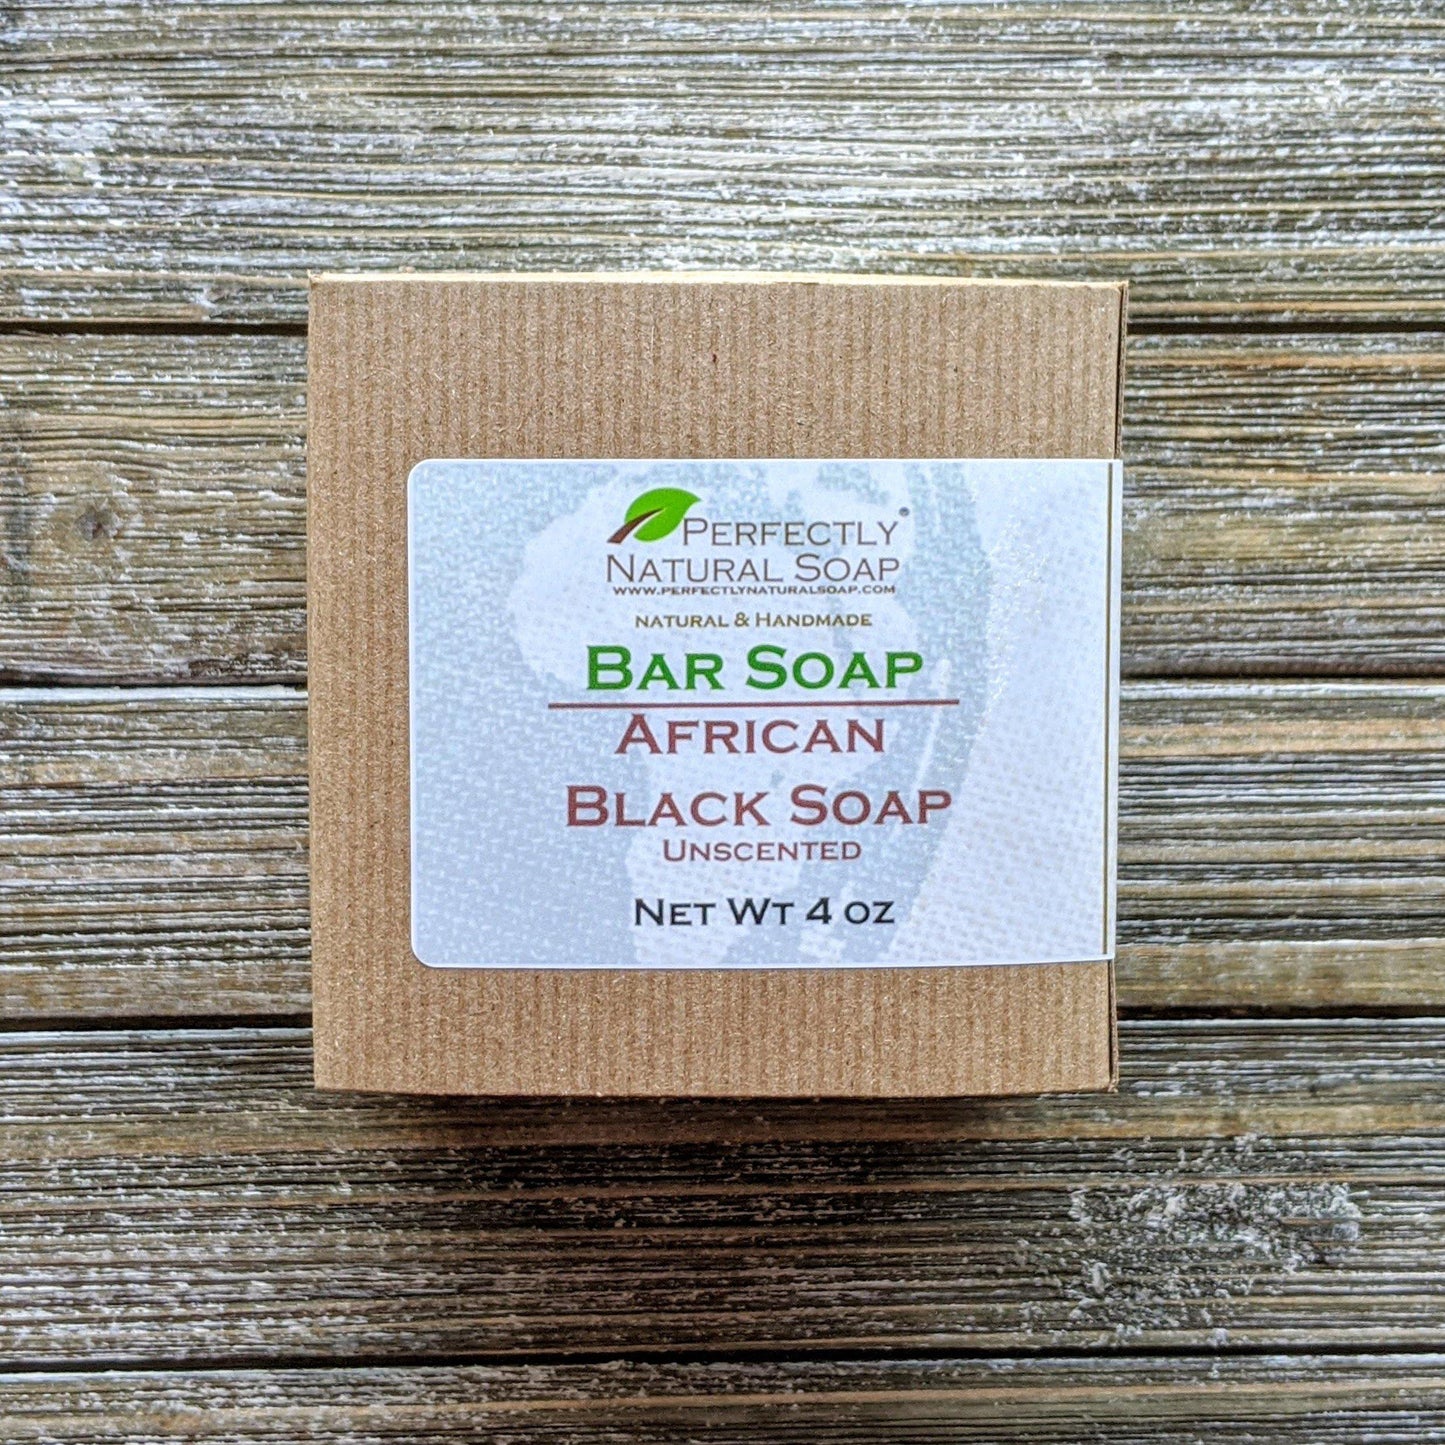 PERFECTLY®
NATURAL SOAP
WWW.PERFECTLYNATURALSOAP.COM
NATURAL & HANDMADE
BAR SOAP
AFRICAN
BLACK SOAP
UNSCENTED
NET WT 4 OZ